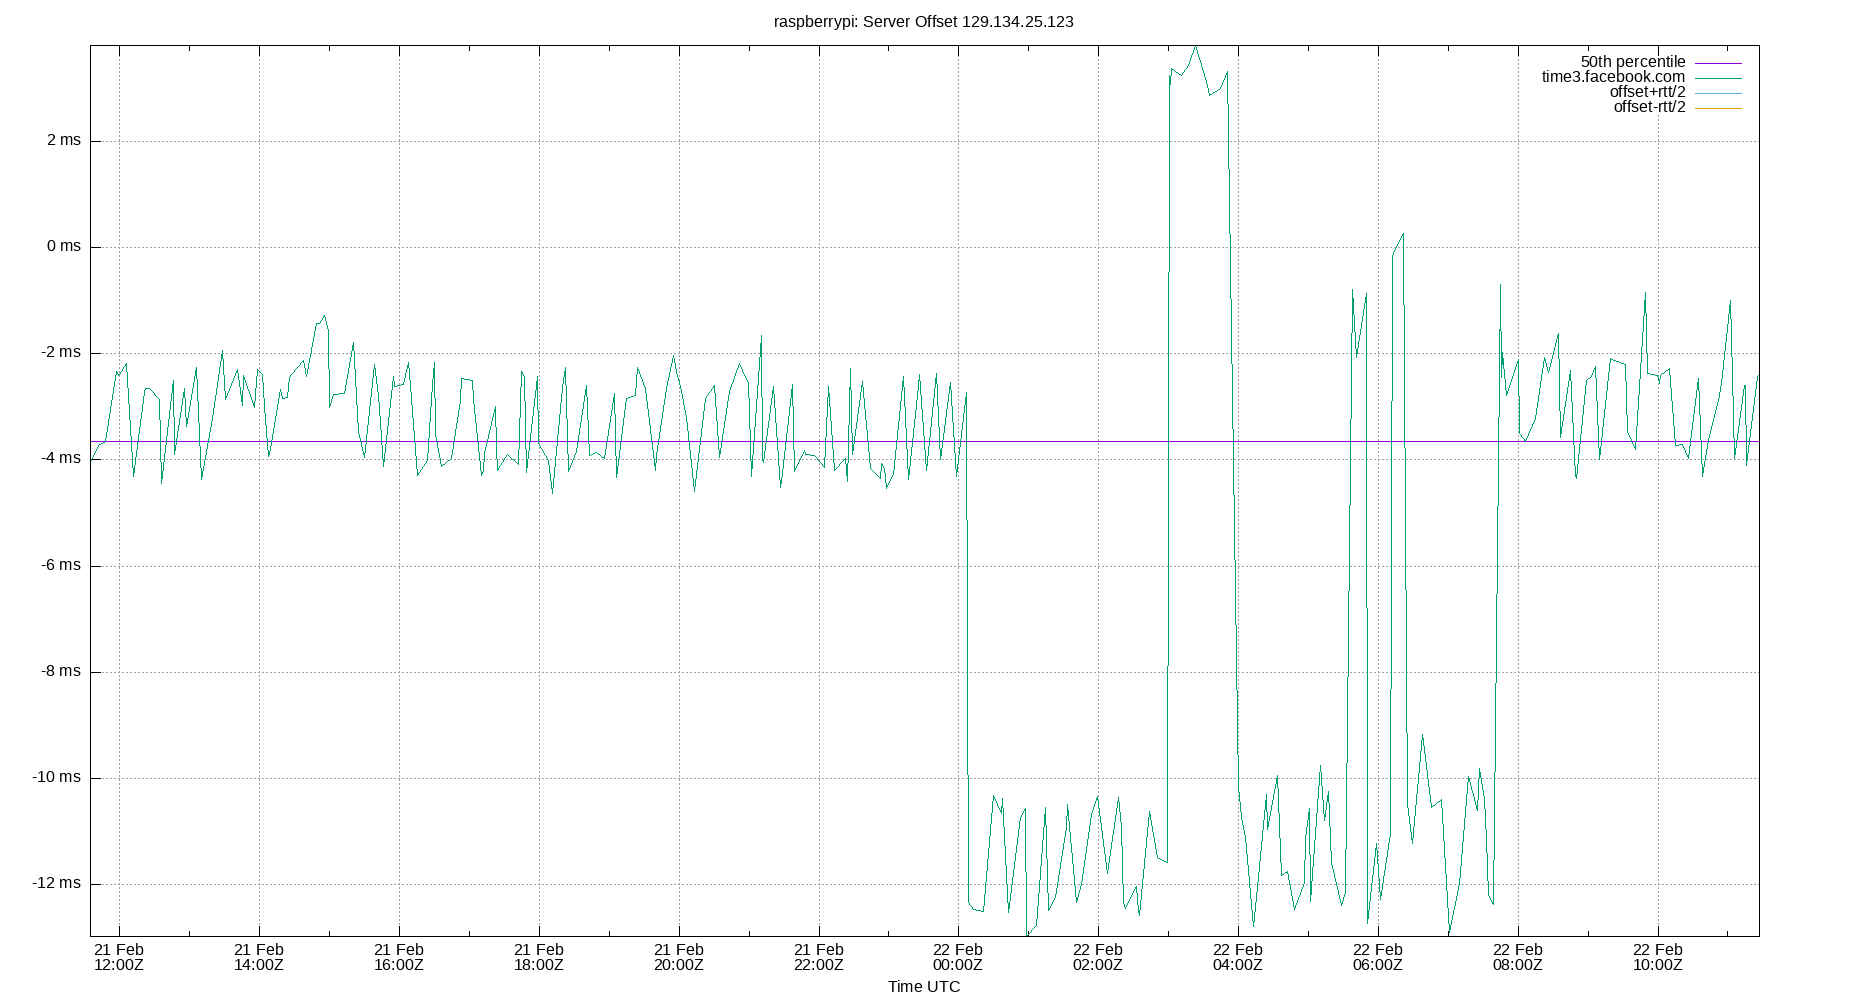 raspberrypi: Server Offset 129.134.25.123
50th percentile
time3.facebook.com
offset+rtt/2
offset-rtt/2
2 ms
0 ms
-2 ms
-4 ms
-6 ms
-8 ms
-10 ms
-12 ms
21 Feb 21 Feb 21 Feb 21 Feb 21 Feb 21 Feb 22 Feb 22 Feb 22 Feb 22 Feb 22 Feb 22 Feb
12:00Z 14:00Z 16:00Z 18:00Z 20:00Z 22:00Z 00:00Z 02:00Z 04:00Z 06:00Z 08:00Z 10:00Z
Time UTC